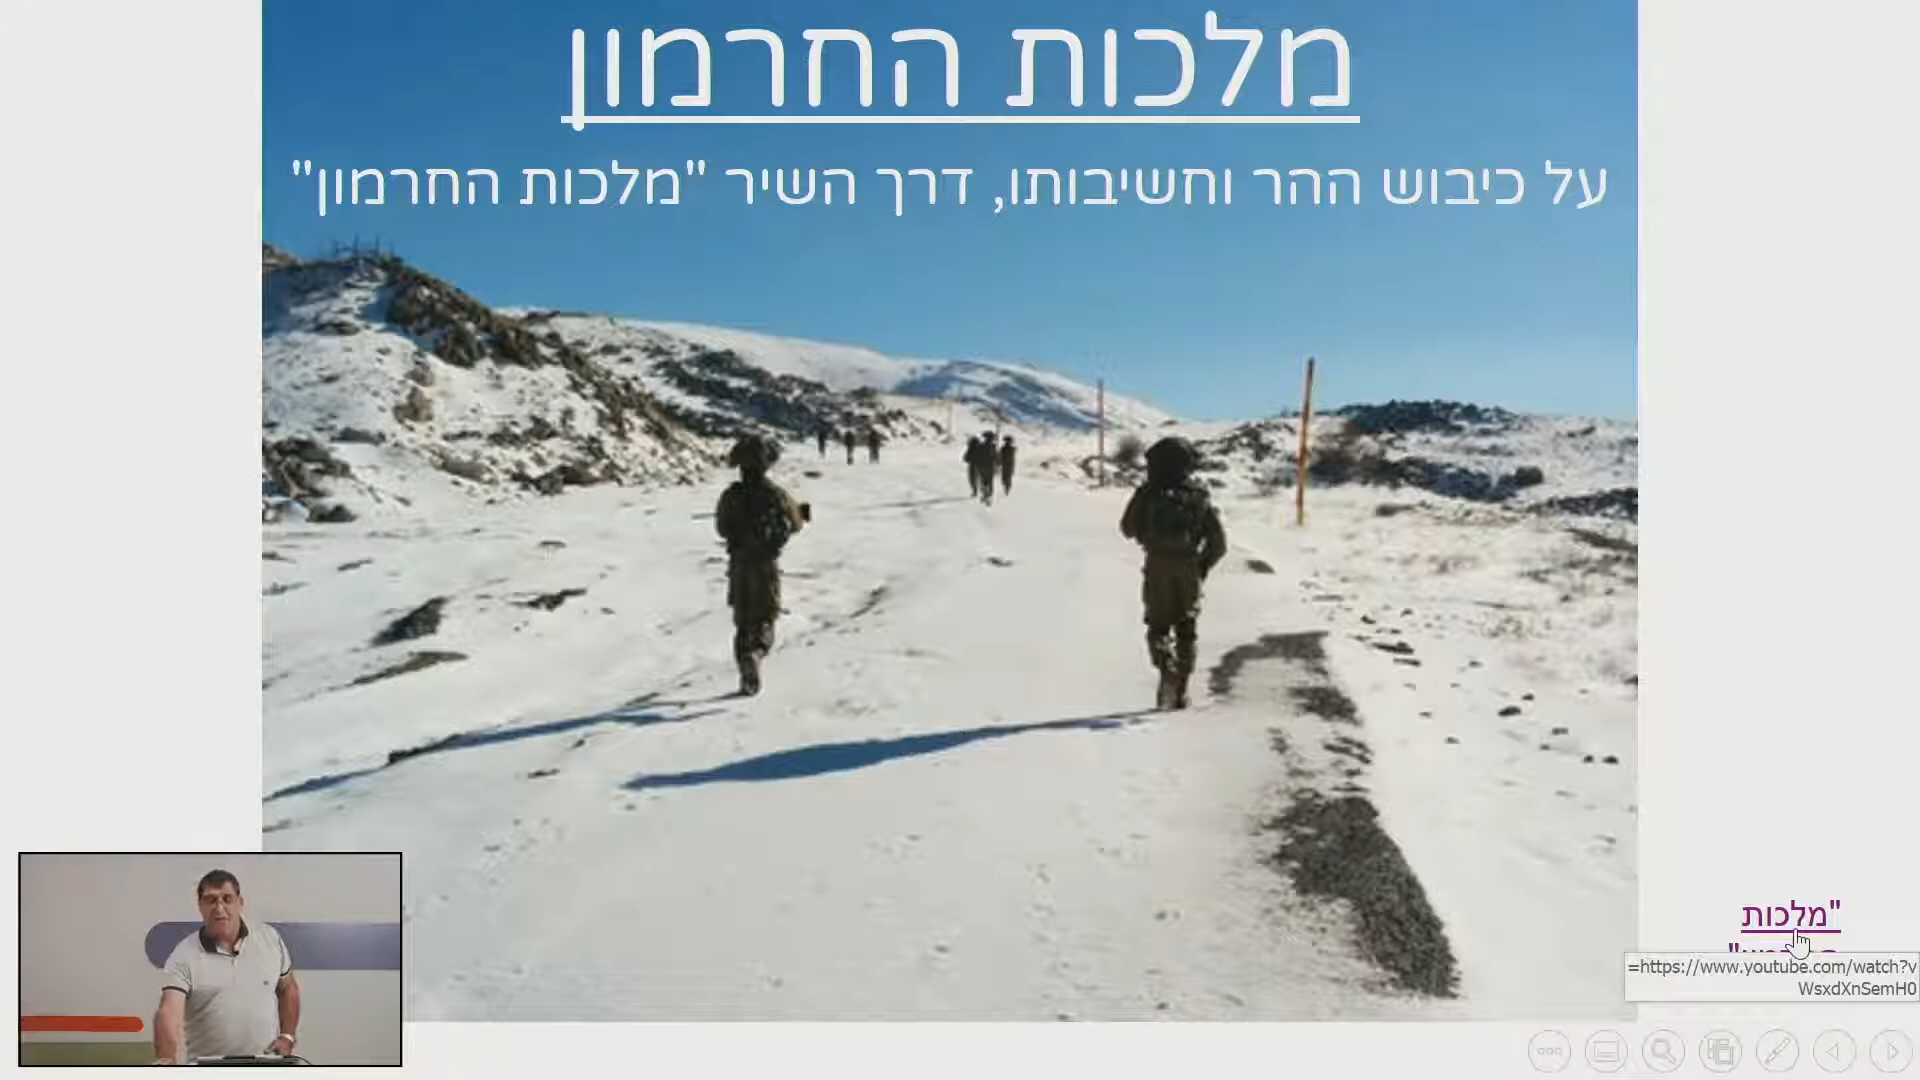 מלכות החרמון
על כיבוש ההר וחשיבותו, דרך השיר "מלכות החרמון"
"מלכות
https://www.youtube.com/watch?v=
WsxdXnSemH0